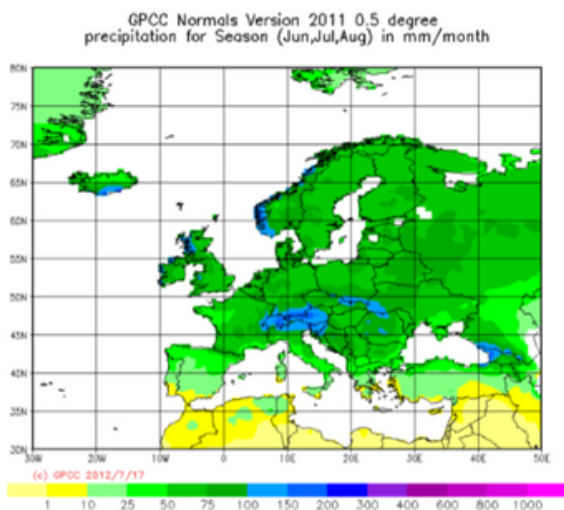 GPCC Normals Version 2011 0.5 degree
precipitation for Season (Jun,Jul,Aug) in mm/month
80N
75N
70N
65N
60N
55N
50N
45N
40N
35N
30N
30W 20W 10W 0 10E 20E 30E 40E 50E
(c) GPCC 2012/7/17
1 10 25 50 75 100 150 200 300 400 600 800 1000